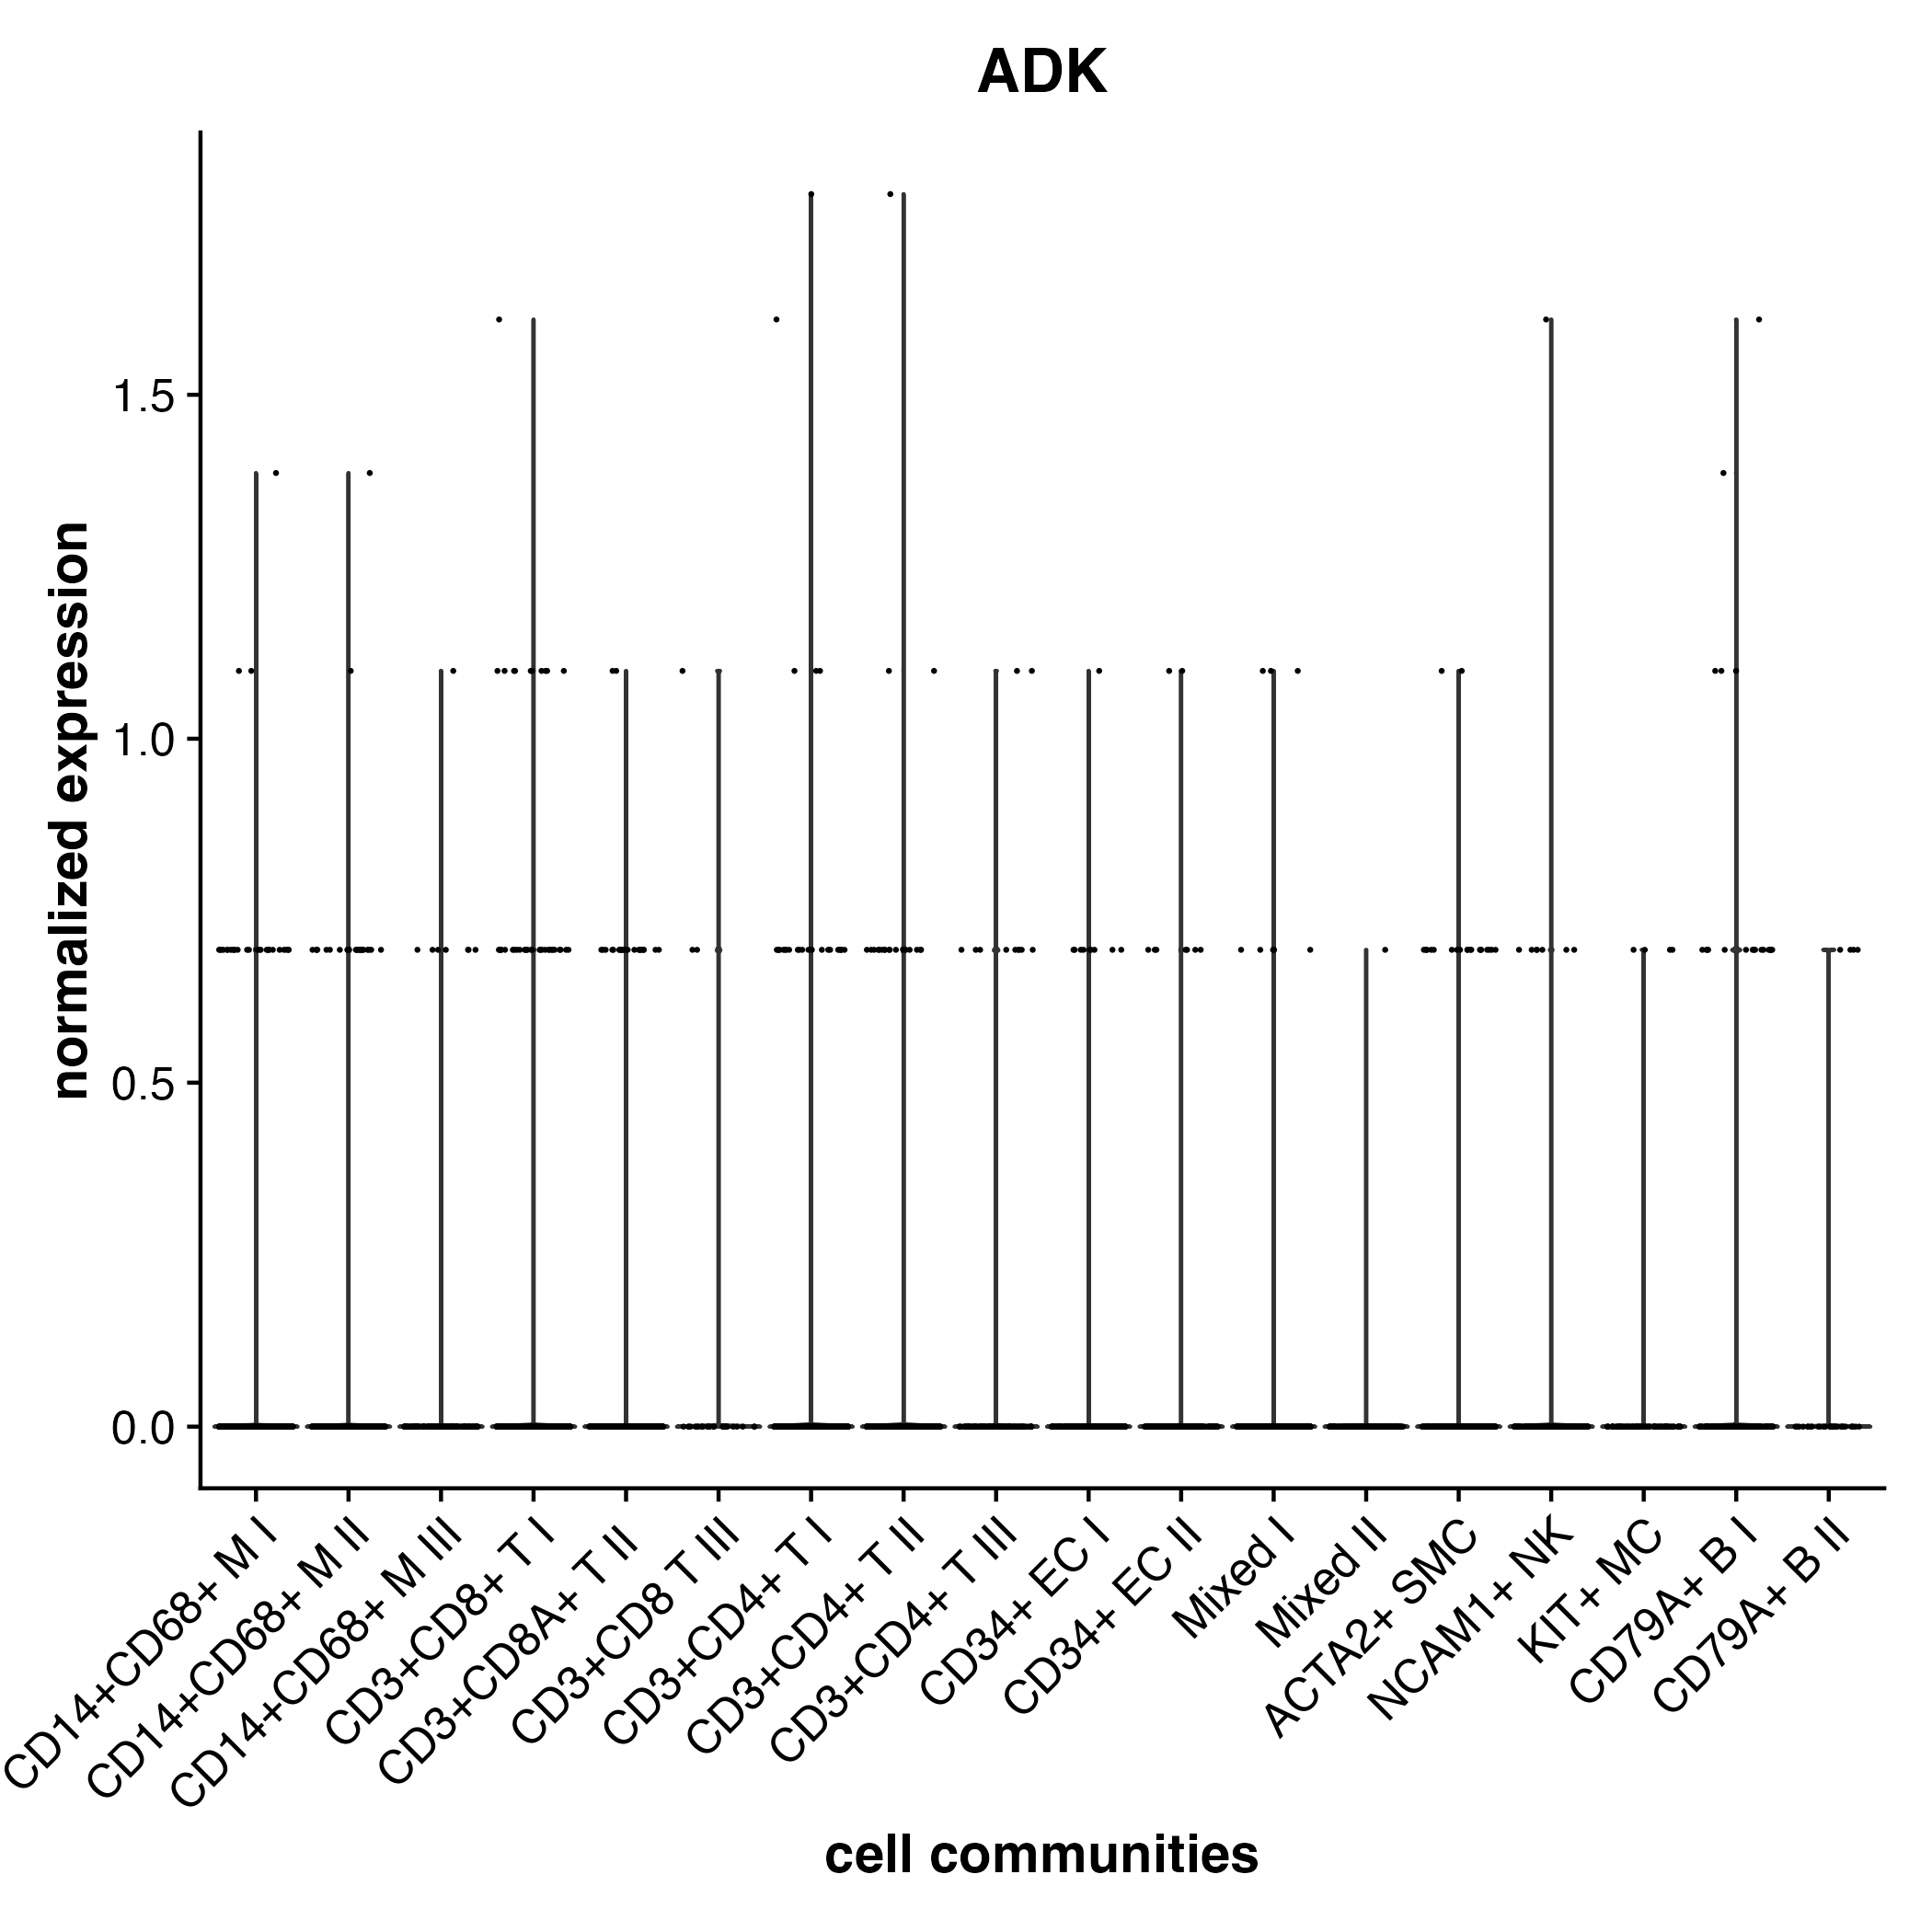 ADK
normalized expression
1.5
1.0
0.5
0.0
CD14+CD68+ M I
CD14+CD68+ M II
CD14+CD68+ M III
CD3+CD8+ T I
CD3+CD8A+ T II
CD3+CD8 T III
CD3+CD4+ T I
CD3+CD4+ T II
CD3+CD4+ T III
CD34+ EC I
CD34+ EC II
Mixed I
Mixed II
ACTA2+ SMC
NCAM1+ NK
KIT+ MC
CD79A+ B I
CD79A+ B II
cell communities